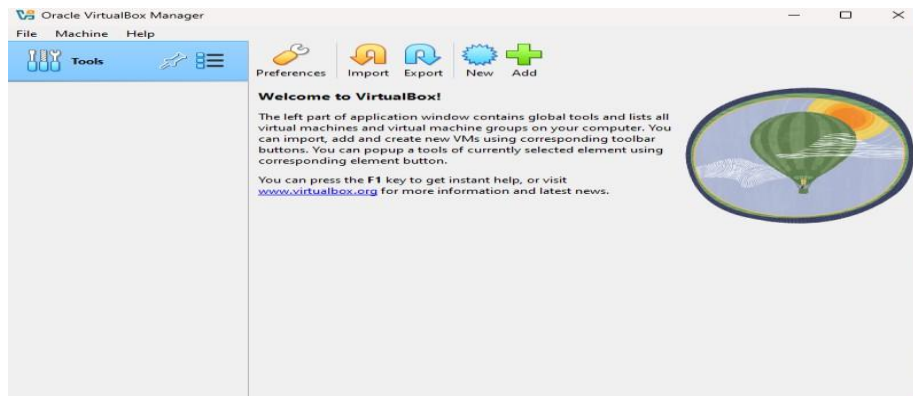 Oracle VirtualBox Manager
File Machine Help
Tools
Preferences Import Export New Add
Welcome to VirtualBox!
The left part of application window contains global tools and lists all
virtual machines and virtual machine groups on your computer. You
can import, add and create new VMs using corresponding toolbar
buttons. You can popup a tools of currently selected element using
corresponding element button.
You can press the F1 key to get instant help, or visit
www.virtualbox.org for more information and latest news.